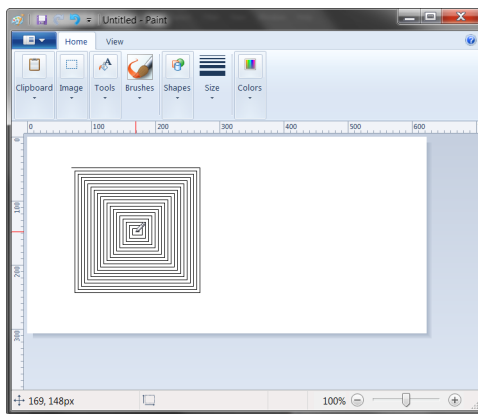 Untitled - Paint
Home View
Clipboard Image Tools Brushes Shapes Size Colors
0 100 200 300 400 500 600
0
100
200
300
169, 148px 100%